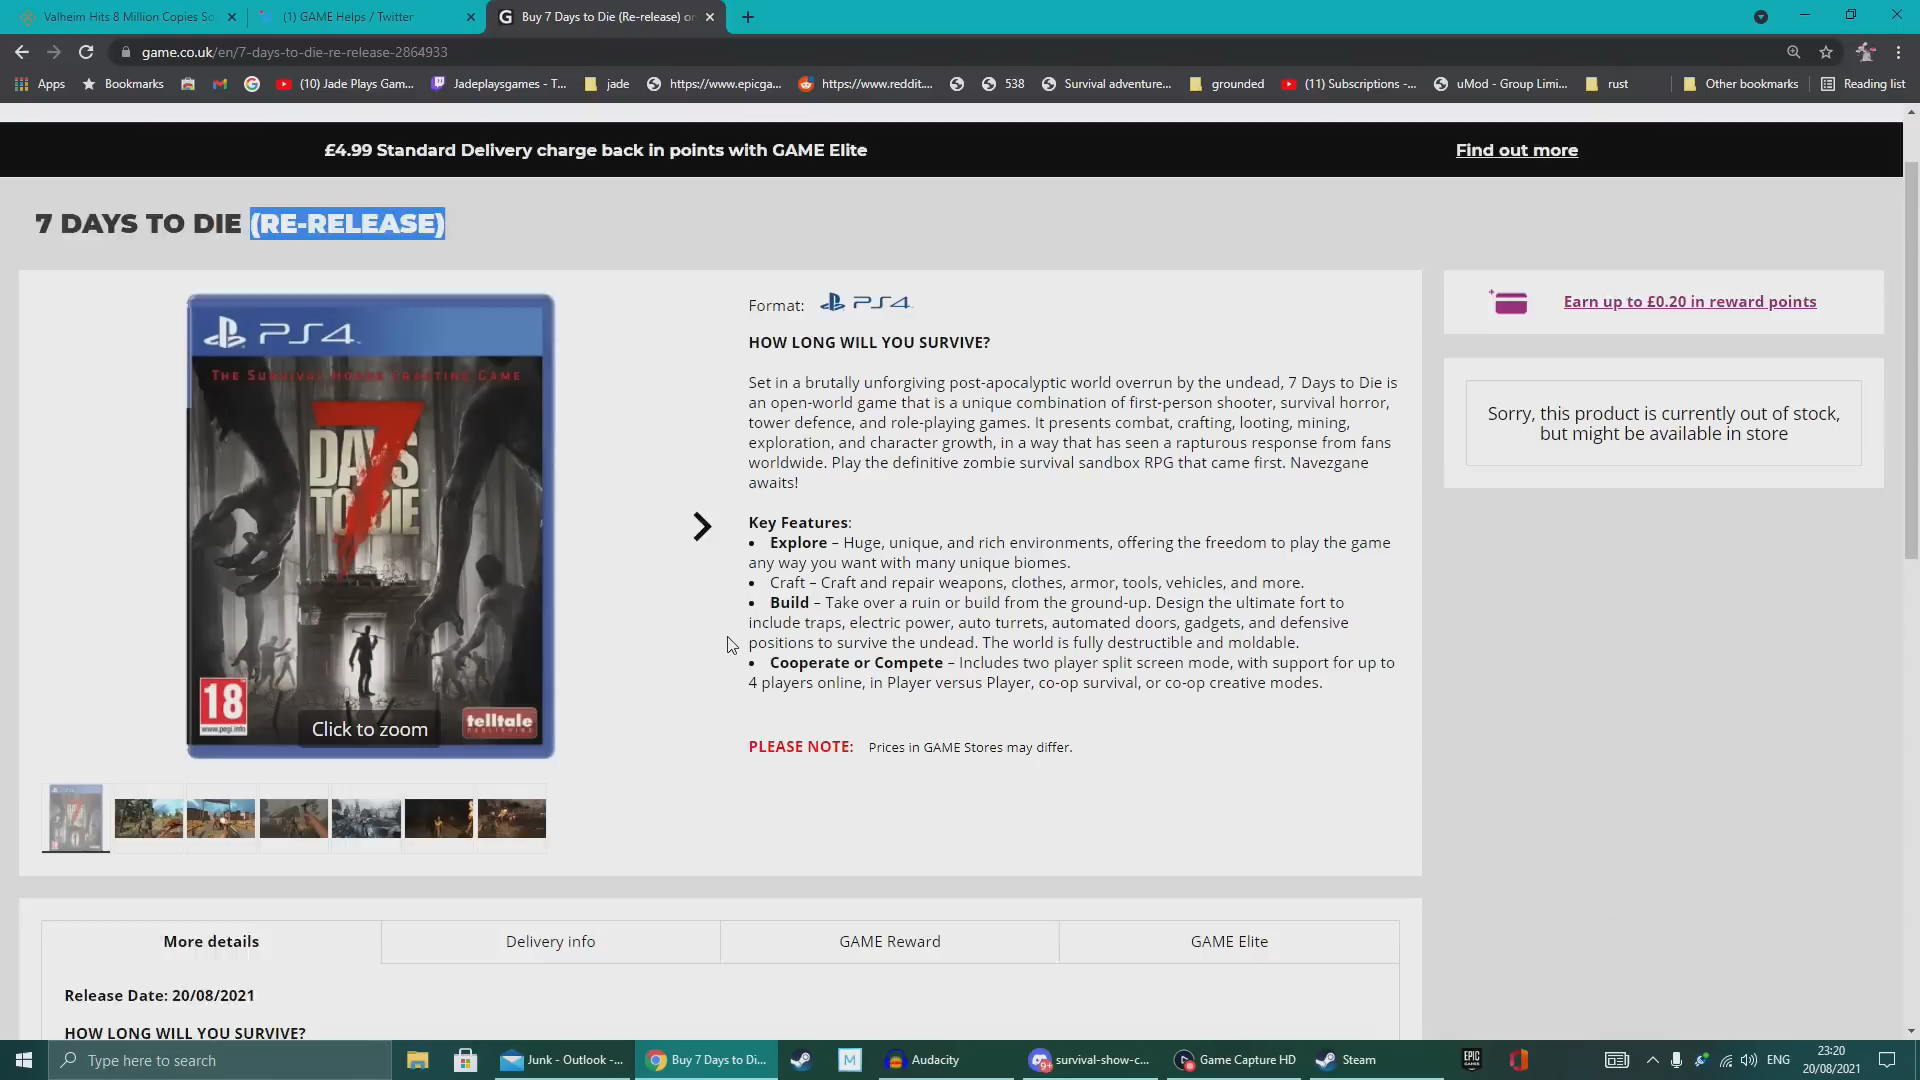 Valheim Hits 8 Million Copies So
(1) GAME Helps / Twitter
Buy 7 Days to Die (Re-release) on
game.co.uk/en/7-days-to-die-re-release-2864933
Apps
Bookmarks
(10) Jade Plays Gam...
Jadeplaysgames - T...
jade
https://www.epicga...
https://www.reddit....
538
Survival adventure...
grounded
(11) Subscriptions -...
uMod - Group Limi...
rust
Other bookmarks
Reading list
£4.99 Standard Delivery charge back in points with GAME Elite
Find out more
7 DAYS TO DIE (RE-RELEASE)
PS4
THE SURVIVAL HORDE CRAFTING GAME
7
DAYS
TO DIE
18
www.pegi.info
Click to zoom
telltale
PUBLISHING
Format: PS4
HOW LONG WILL YOU SURVIVE?
Set in a brutally unforgiving post-apocalyptic world overrun by the undead, 7 Days to Die is
an open-world game that is a unique combination of first-person shooter, survival horror,
tower defence, and role-playing games. It presents combat, crafting, looting, mining,
exploration, and character growth, in a way that has seen a rapturous response from fans
worldwide. Play the definitive zombie survival sandbox RPG that came first. Navezgane
awaits!
Key Features:
• Explore – Huge, unique, and rich environments, offering the freedom to play the game
any way you want with many unique biomes.
• Craft – Craft and repair weapons, clothes, armor, tools, vehicles, and more.
• Build – Take over a ruin or build from the ground-up. Design the ultimate fort to
include traps, electric power, auto turrets, automated doors, gadgets, and defensive
positions to survive the undead. The world is fully destructible and moldable.
• Cooperate or Compete – Includes two player split screen mode, with support for up to
4 players online, in Player versus Player, co-op survival, or co-op creative modes.
PLEASE NOTE: Prices in GAME Stores may differ.
Earn up to £0.20 in reward points
Sorry, this product is currently out of stock,
but might be available in store
More details
Delivery info
GAME Reward
GAME Elite
Release Date: 20/08/2021
HOW LONG WILL YOU SURVIVE?
Type here to search
Junk - Outlook -...
Buy 7 Days to Di...
M
Audacity
9+
survival-show-c...
Game Capture HD
Steam
EPIC
GAMES
ENG
23:20
20/08/2021